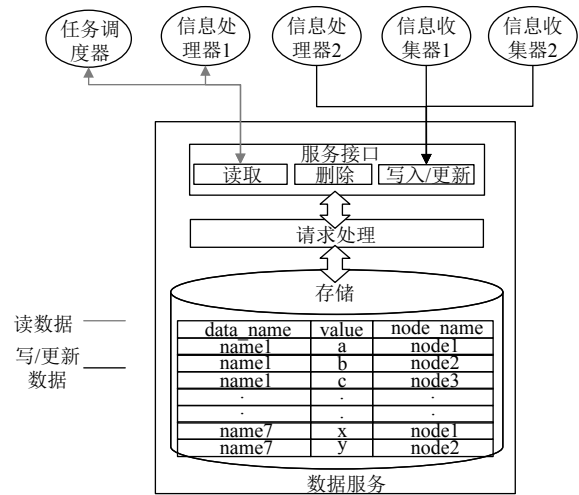 任务调
度器
信息处
理器1
信息处
理器2
信息收
集器1
信息收
集器2
服务接口
读取
删除
写入/更新
请求处理
存储
data_name value node_name
name1 a node1
name1 b node2
name1 c node3
. . .
. . .
name7 x node1
name7 y node2
数据服务
读数据
写/更新
数据